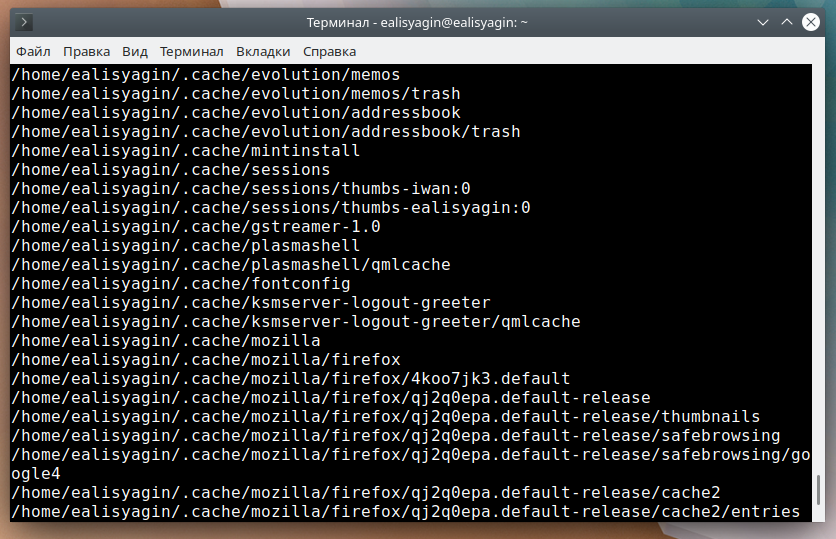 Терминал - ealisyagin@ealisyagin: ~
Файл Правка Вид Терминал Вкладки Справка
/home/ealisyagin/.cache/evolution/memos
/home/ealisyagin/.cache/evolution/memos/trash
/home/ealisyagin/.cache/evolution/addressbook
/home/ealisyagin/.cache/evolution/addressbook/trash
/home/ealisyagin/.cache/mintinstall
/home/ealisyagin/.cache/sessions
/home/ealisyagin/.cache/sessions/thumbs-iwan:0
/home/ealisyagin/.cache/sessions/thumbs-ealisyagin:0
/home/ealisyagin/.cache/gstreamer-1.0
/home/ealisyagin/.cache/plasmashell
/home/ealisyagin/.cache/plasmashell/qmlcache
/home/ealisyagin/.cache/fontconfig
/home/ealisyagin/.cache/ksmserver-logout-greeter
/home/ealisyagin/.cache/ksmserver-logout-greeter/qmlcache
/home/ealisyagin/.cache/mozilla
/home/ealisyagin/.cache/mozilla/firefox
/home/ealisyagin/.cache/mozilla/firefox/4koo7jk3.default
/home/ealisyagin/.cache/mozilla/firefox/qj2q0epa.default-release
/home/ealisyagin/.cache/mozilla/firefox/qj2q0epa.default-release/thumbnails
/home/ealisyagin/.cache/mozilla/firefox/qj2q0epa.default-release/safebrowsing
/home/ealisyagin/.cache/mozilla/firefox/qj2q0epa.default-release/safebrowsing/go
ogle4
/home/ealisyagin/.cache/mozilla/firefox/qj2q0epa.default-release/cache2
/home/ealisyagin/.cache/mozilla/firefox/qj2q0epa.default-release/cache2/entries